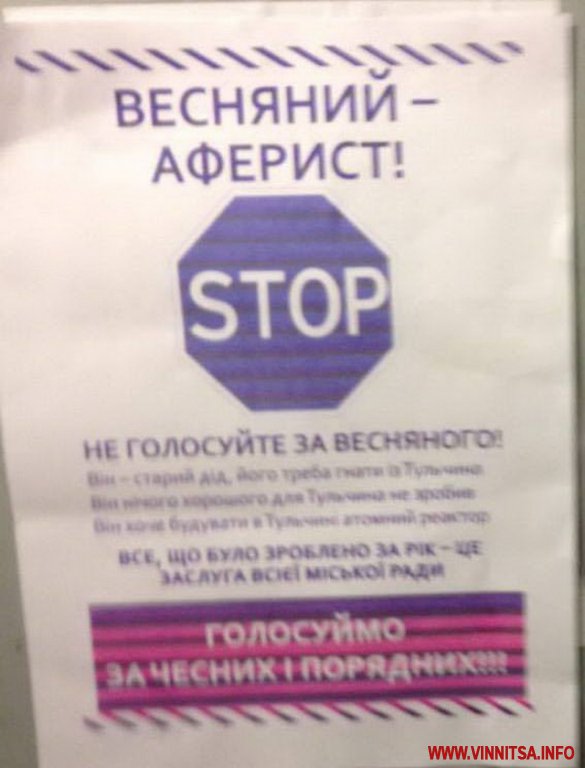 ВЕСНЯНИЙ –
АФЕРИСТ!
STOP
НЕ ГОЛОСУЙТЕ ЗА ВЕСНЯНОГО!
Він – старий дід, його треба гнати із Тульчина
Він нічого хорошого для Тульчина не зробив
Він хоче будувати в Тульчині атомний реактор
ВСЕ, ЩО БУЛО ЗРОБЛЕНО ЗА РІК – ЦЕ
ЗАСЛУГА ВСІЄЇ МІСЬКОЇ РАДИ
ГОЛОСУЙМО
ЗА ЧЕСНИХ І ПОРЯДНИХ!!!
WWW.VINNITSA.INFO